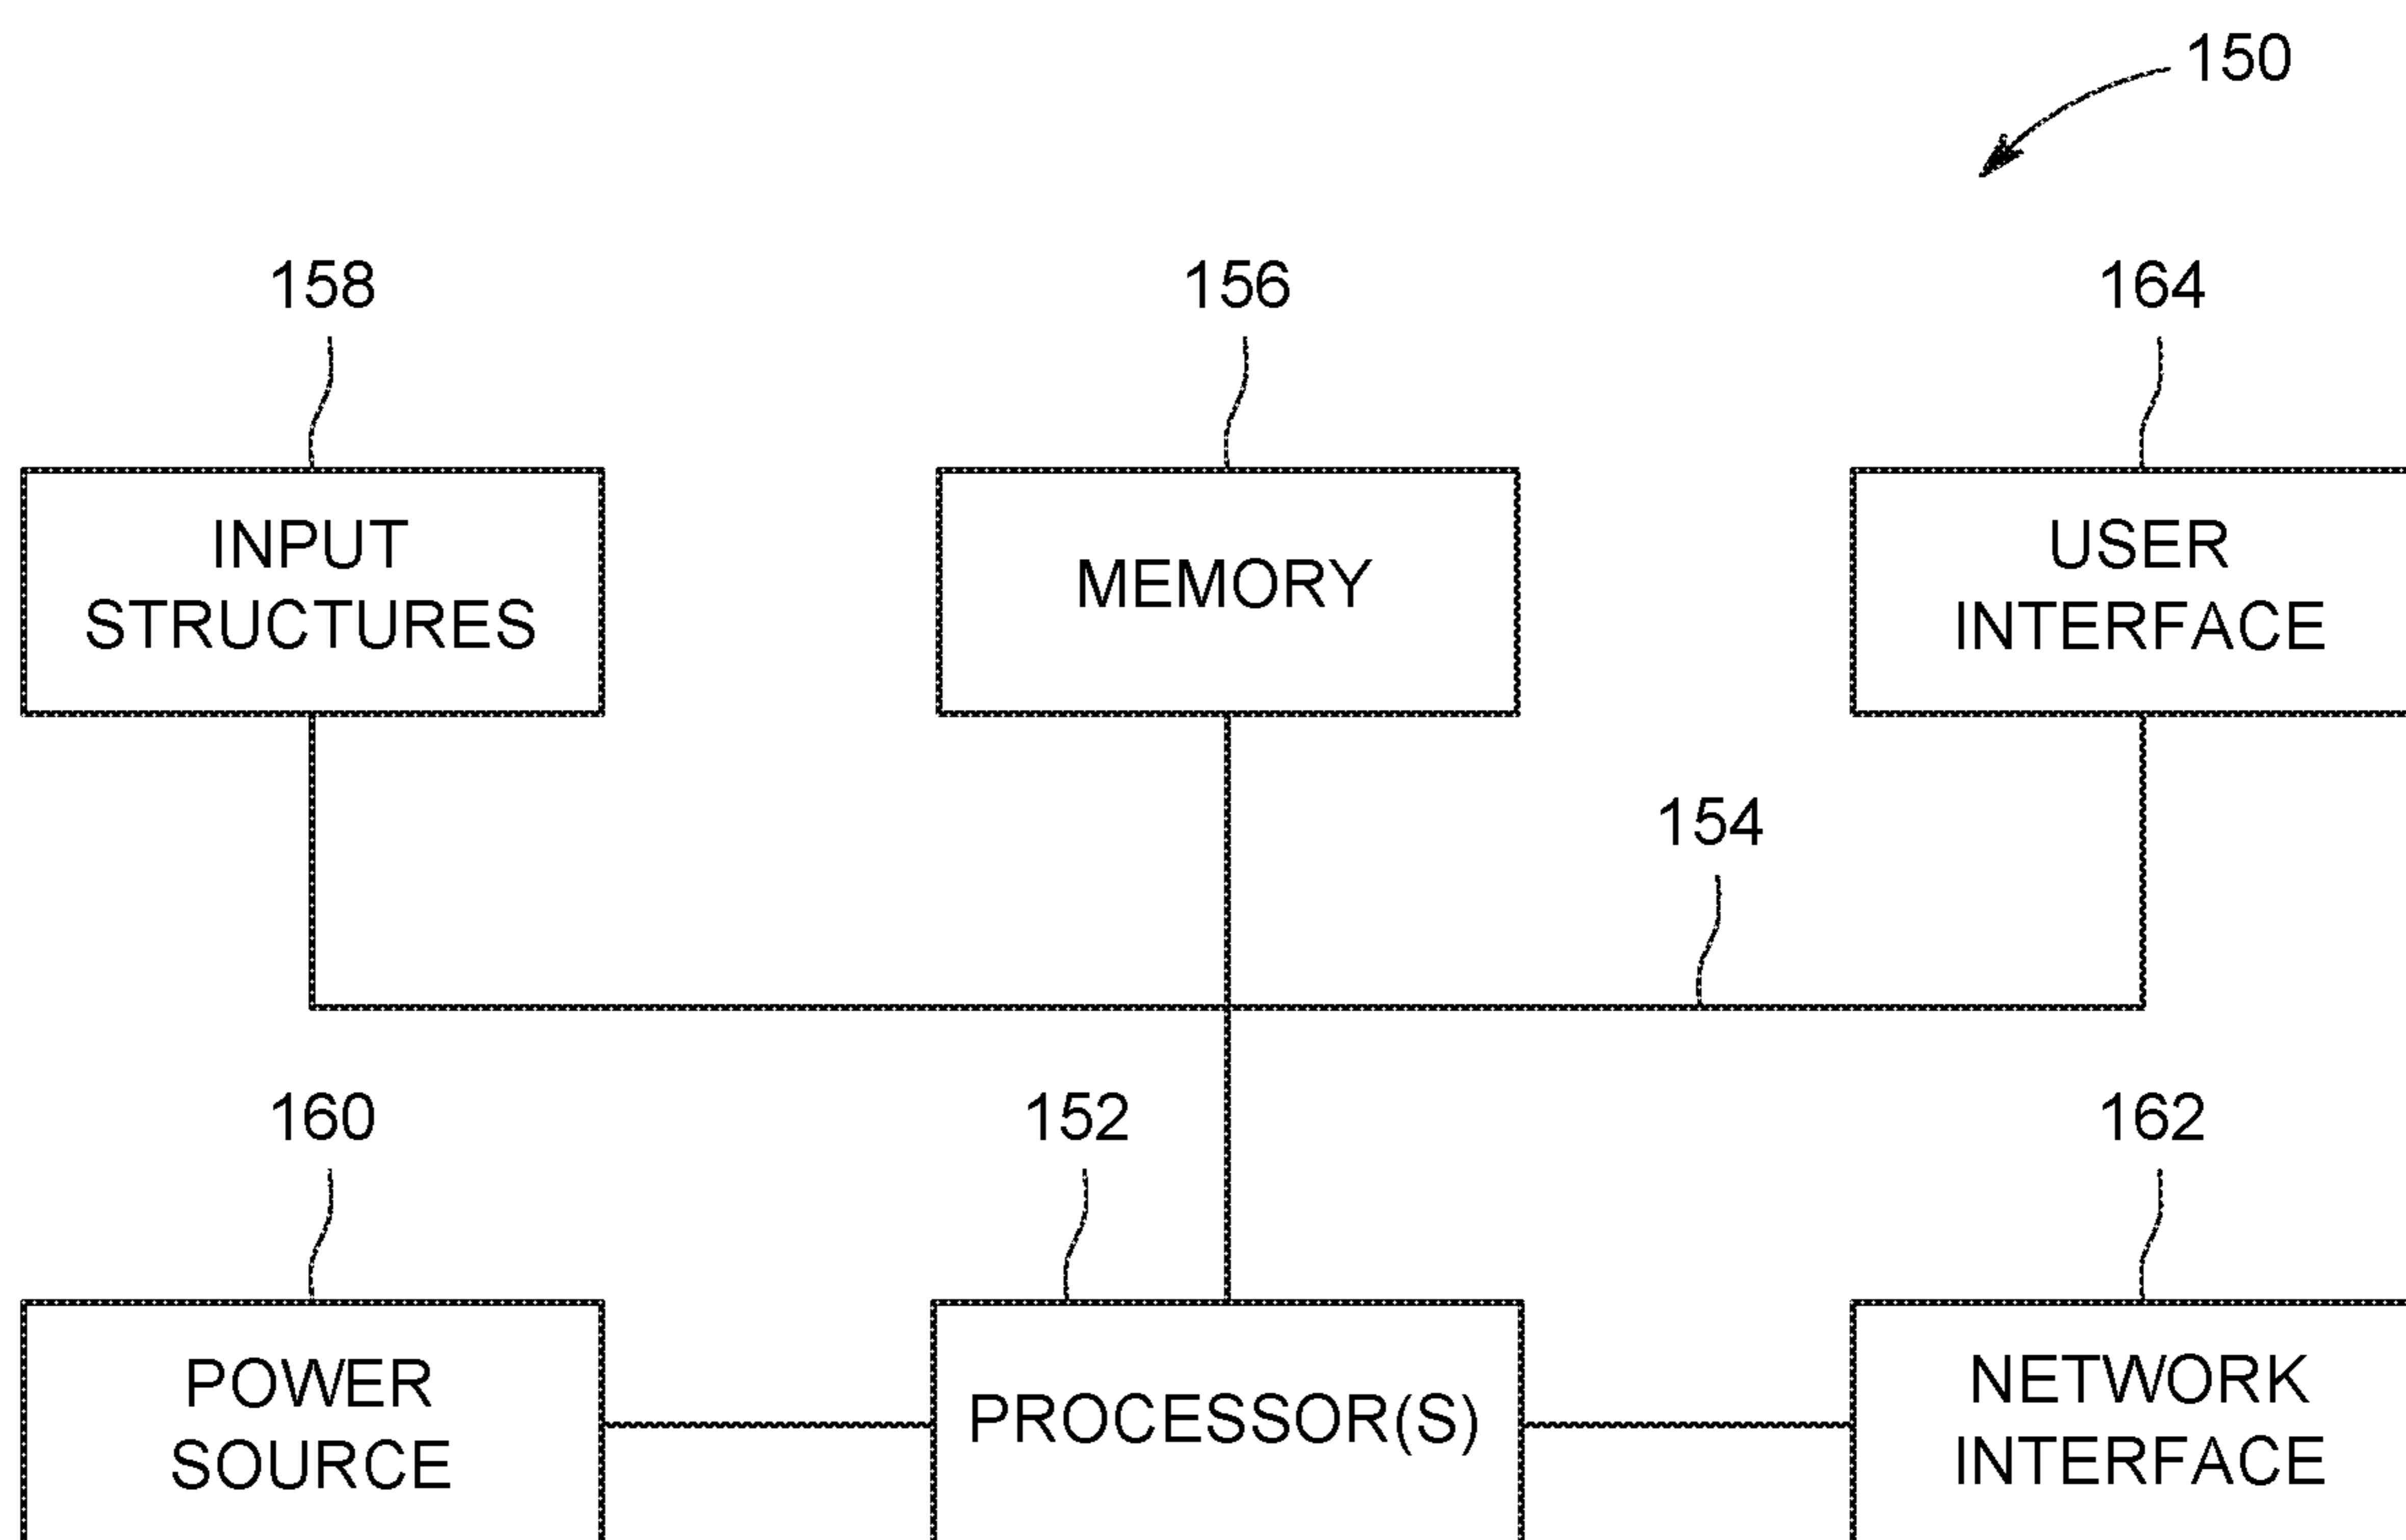 150
158
156
164
INPUT
STRUCTURES
MEMORY
USER
INTERFACE
154
160
152
162
POWER
SOURCE
PROCESSOR(S)
NETWORK
INTERFACE